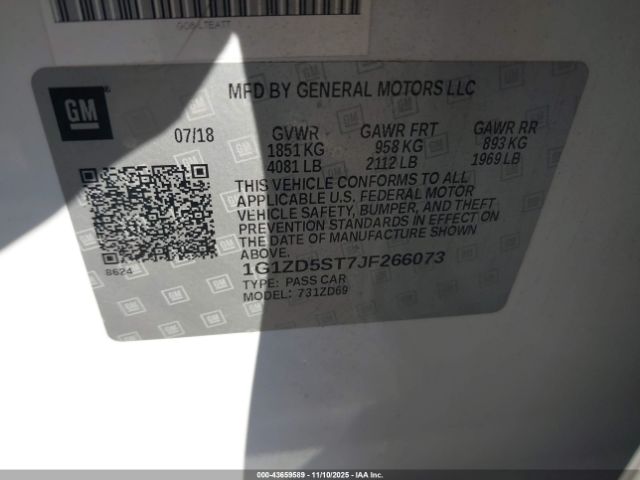 GM
MFD BY GENERAL MOTORS LLC
07/18 GVWR GAWR FRT GAWR RR
1851 KG 958 KG 893 KG
4081 LB 2112 LB 1969 LB
THIS VEHICLE CONFORMS TO ALL
APPLICABLE U.S. FEDERAL MOTOR
VEHICLE SAFETY, BUMPER, AND THEFT
PREVENTION STANDARDS IN EFFECT ON
THE DATE OF MANUFACTURE SHOWN
ABOVE.
8624
1G1ZD5ST7JF266073
TYPE: PASS CAR
MODEL: 731ZD69
000-43659589 - 11/10/2025 - IAAI Inc.